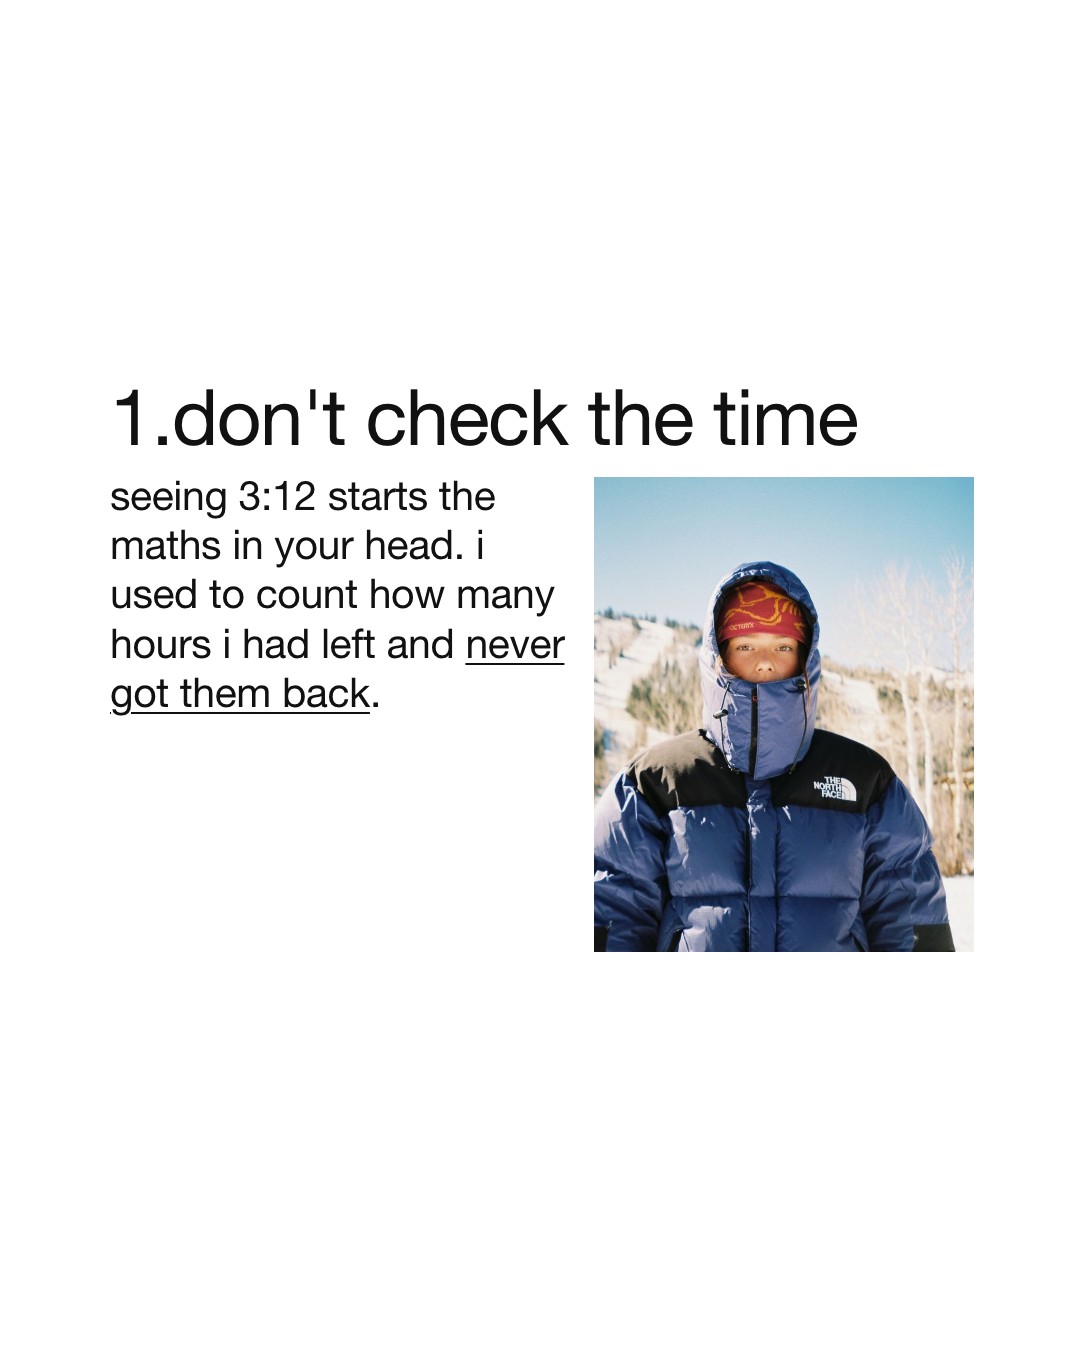 1.don't check the time
seeing 3:12 starts the
maths in your head. i
used to count how many
hours i had left and never
got them back.
THE
NORTH
FACE